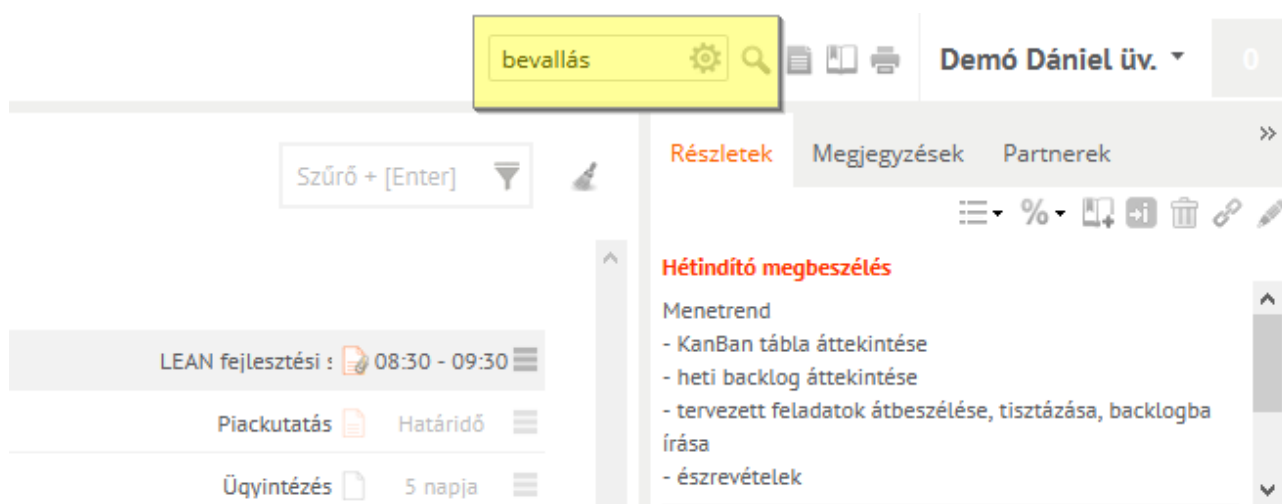 bevallás
Demó Dániel üv.
0
Szűrő + [Enter]
Részletek Megjegyzések Partnerek
%
Hétindító megbeszélés
Menetrend
- KanBan tábla áttekintése
- heti backlog áttekintése
- tervezett feladatok átbeszélése, tisztázása, backlogba
írása
- észrevételek
LEAN fejlesztési 08:30 - 09:30
Piackutatás Határidő
Ügyintézés 5 napja